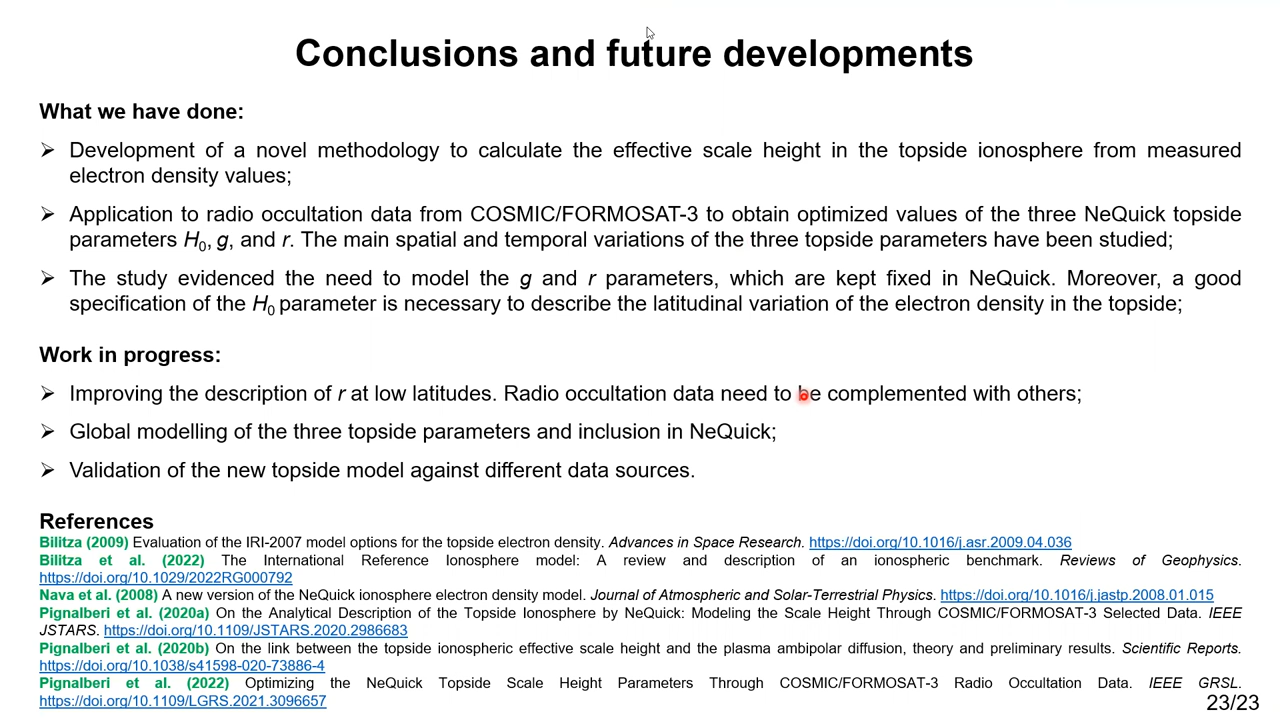 Conclusions and future developments
What we have done:
➢ Development of a novel methodology to calculate the effective scale height in the topside ionosphere from measured
electron density values;
➢ Application to radio occultation data from COSMIC/FORMOSAT-3 to obtain optimized values of the three NeQuick topside
parameters H0, g, and r. The main spatial and temporal variations of the three topside parameters have been studied;
➢ The study evidenced the need to model the g and r parameters, which are kept fixed in NeQuick. Moreover, a good
specification of the H0 parameter is necessary to describe the latitudinal variation of the electron density in the topside;
Work in progress:
➢ Improving the description of r at low latitudes. Radio occultation data need to be complemented with others;
➢ Global modelling of the three topside parameters and inclusion in NeQuick;
➢ Validation of the new topside model against different data sources.
References
Bilitza (2009) Evaluation of the IRI-2007 model options for the topside electron density. Advances in Space Research. https://doi.org/10.1016/j.asr.2009.04.036
Bilitza et al. (2022) The International Reference Ionosphere model: A review and description of an ionospheric benchmark. Reviews of Geophysics.
https://doi.org/10.1029/2022RG000792
Nava et al. (2008) A new version of the NeQuick ionosphere electron density model. Journal of Atmospheric and Solar-Terrestrial Physics. https://doi.org/10.1016/j.jastp.2008.01.015
Pignalberi et al. (2020a) On the Analytical Description of the Topside Ionosphere by NeQuick: Modeling the Scale Height Through COSMIC/FORMOSAT-3 Selected Data. IEEE
JSTARS. https://doi.org/10.1109/JSTARS.2020.2986683
Pignalberi et al. (2020b) On the link between the topside ionospheric effective scale height and the plasma ambipolar diffusion, theory and preliminary results. Scientific Reports.
https://doi.org/10.1038/s41598-020-73886-4
Pignalberi et al. (2022) Optimizing the NeQuick Topside Scale Height Parameters Through COSMIC/FORMOSAT-3 Radio Occultation Data. IEEE GRSL.
https://doi.org/10.1109/LGRS.2021.3096657
23/23